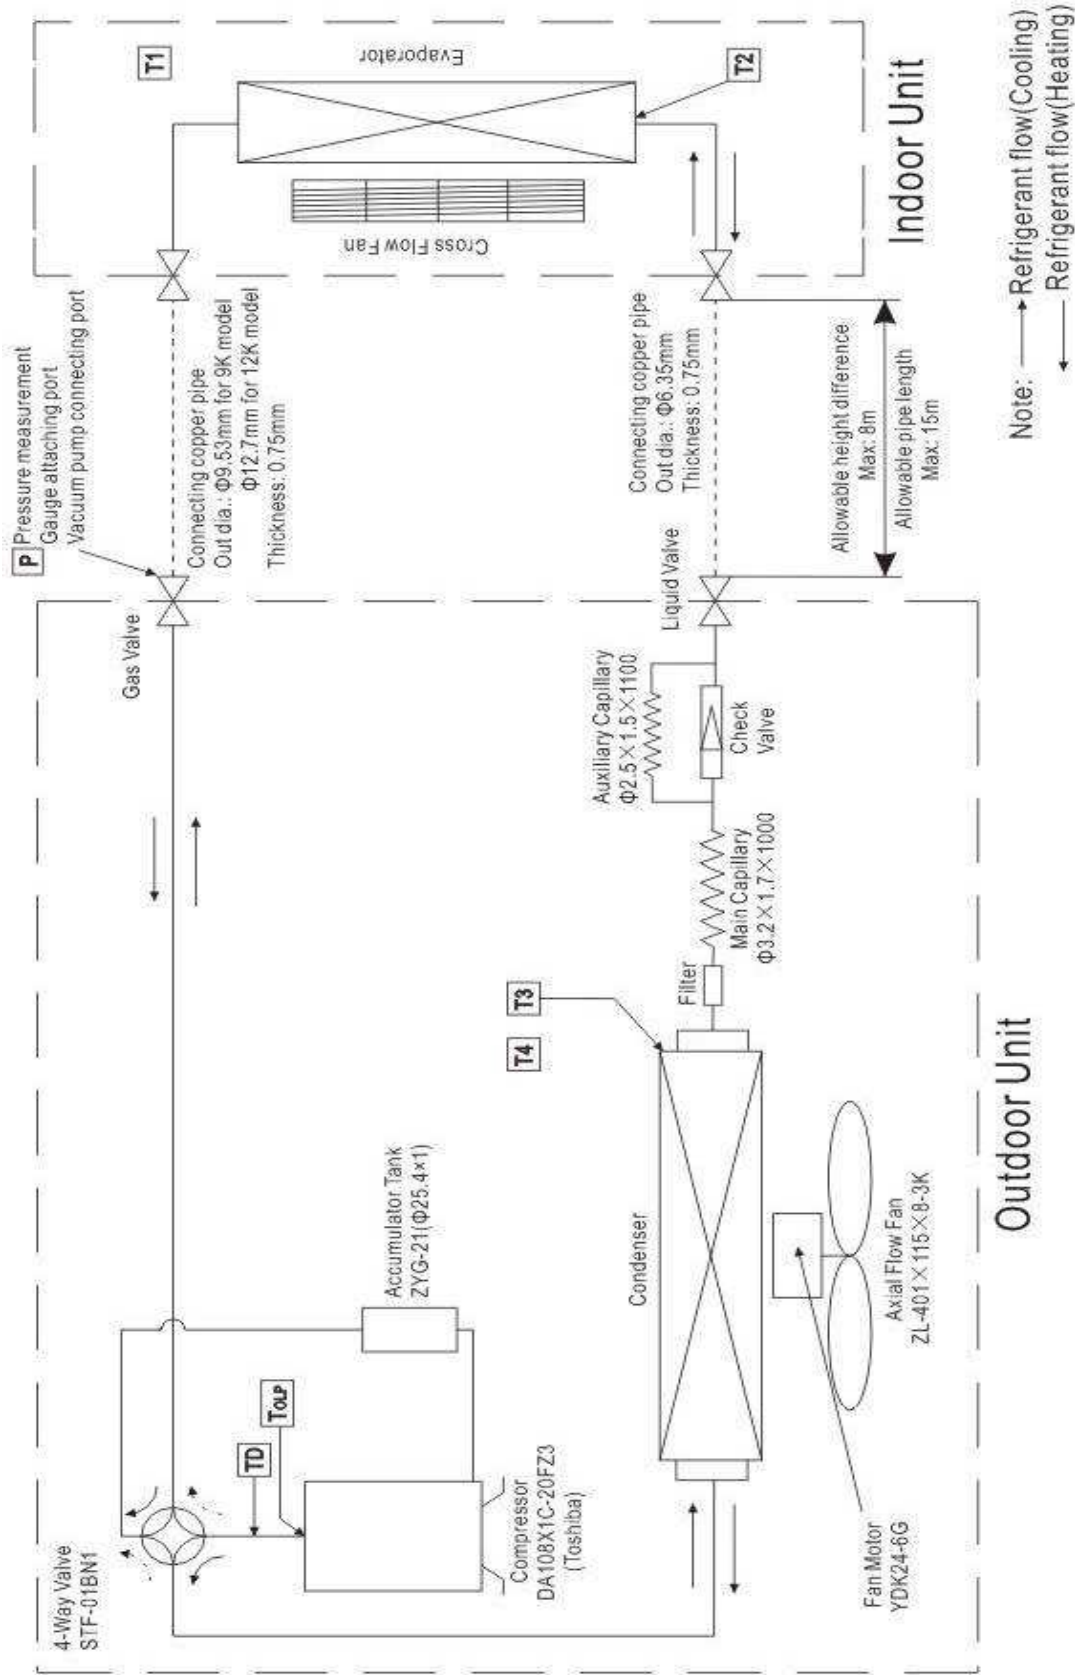 4-Way Valve
STF-01BN1
TD
TOLP
Compressor
DA108X1C-20FZ3
(Toshiba)
Accumulator Tank
ZYG-21(Φ25.4×1)
Gas Valve
P
Pressure measurement
Gauge attaching port
Vacuum pump connecting port
Connecting copper pipe
Out dia.: Φ9.53mm for 9K model
Φ12.7mm for 12K model
Thickness: 0.75mm
T1
Evaporator
Cross Flow Fan
T2
Indoor Unit
T4
T3
Condenser
Filter
Main Capillary
Φ3.2×1.7×1000
Auxiliary Capillary
Φ2.5×1.5×1100
Check
Valve
Liquid Valve
Connecting copper pipe
Out dia.: Φ6.35mm
Thickness: 0.75mm
Allowable height difference
Max: 8m
Allowable pipe length
Max: 15m
Fan Motor
YDK24-6G
Axial Flow Fan
ZL-401×115×8-3K
Outdoor Unit
Note:
Refrigerant flow(Cooling)
Refrigerant flow(Heating)